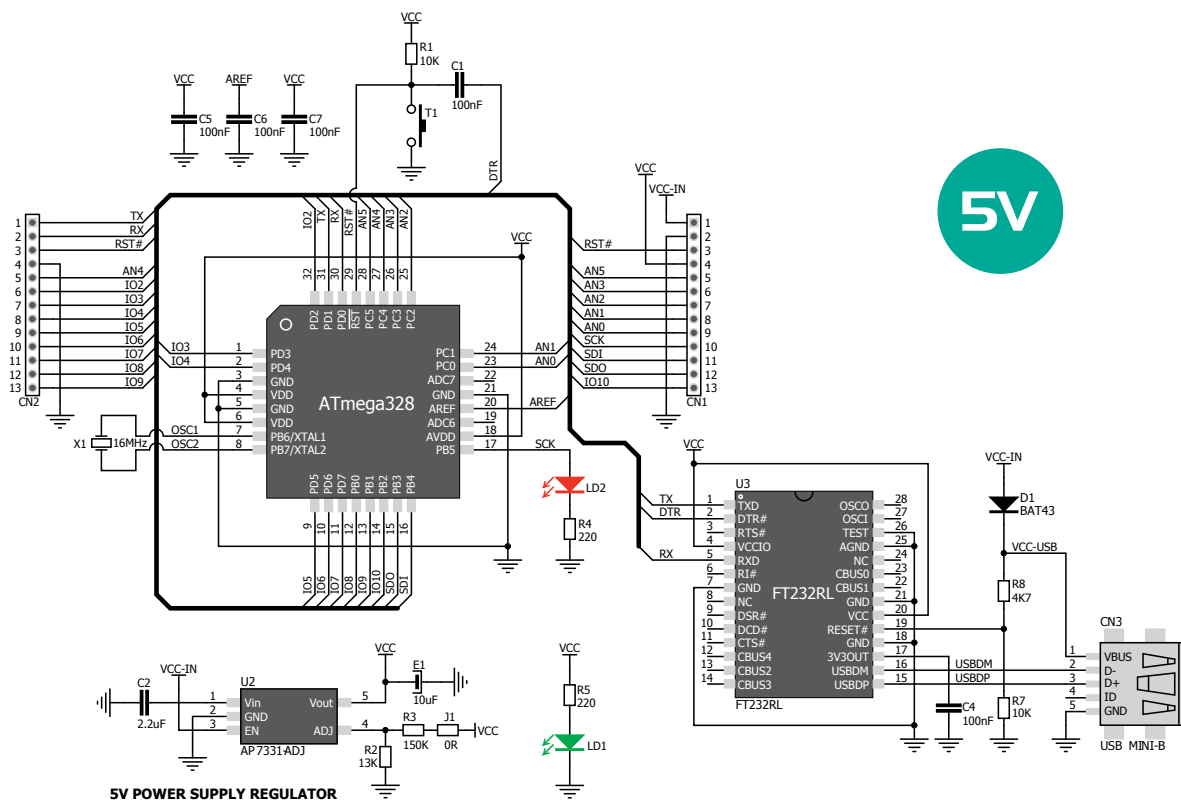 VCC
R1
10K
C1
100nF
T1
DTR
VCC
AREF
VCC
C5
100nF
C6
100nF
C7
100nF
5V
1 TX
2 RX
3 RST#
4
5 AN4
6 IO2
7 IO3
8 IO4
9 IO5
10 IO6
11 IO7
12 IO8
13 IO9
CN2
IO2 TX RX RST# AN5 AN4 AN3 AN2
32 31 30 29 28 27 26 25
PD2 PD1 PD0 RST PC5 PC4 PC3 PC2
VCC
IO3 1 PD3
IO4 2 PD4
3 GND
4 VDD
5 GND
6 VDD
OSC1 7 PB6/XTAL1
OSC2 8 PB7/XTAL2
X1 16MHz
ATmega328
PC1 24 AN1
PC0 23 AN0
ADC7 22
GND 21
AREF 20 AREF
ADC6 19
AVDD 18
PB5 17 SCK
PD5 PD6 PD7 PB0 PB1 PB2 PB3 PB4
9 10 11 12 13 14 15 16
IO5 IO6 IO7 IO8 IO9 IO10 SDO SDI
LD2
R4
220
VCC
VCC-IN
1
2
RST# 3
4
AN5 5
AN3 6
AN2 7
AN1 8
AN0 9
SCK 10
SDI 11
SDO 12
IO10 13
CN1
VCC
U3
TX 1 TXD
DTR 2 DTR#
3 RTS#
4 VCCIO
RX 5 RXD
6 RI#
7 GND
8 NC
9 DSR#
10 DCD#
11 CTS#
12 CBUS4
13 CBUS2
14 CBUS3
FT232RL
OSCO 28
OSCI 27
TEST 26
AGND 25
NC 24
CBUS0 23
CBUS1 22
GND 21
VCC 20
RESET# 19
GND 18
3V3OUT 17
USBDM 16 USBDM
USBDP 15 USBDP
FT232RL
C4
100nF
VCC-IN
D1
BAT43
VCC-USB
R8
4K7
R7
10K
CN3
1 VBUS
2 D-
3 D+
4 ID
5 GND
USB MINI-B
VCC-IN
C2
2.2uF
U2
1 Vin
2 GND
3 EN
Vout 5
ADJ 4
AP7331-ADJ
VCC
E1
10uF
R3
150K
J1
0R
VCC
R2
13K
VCC
R5
220
LD1
5V POWER SUPPLY REGULATOR